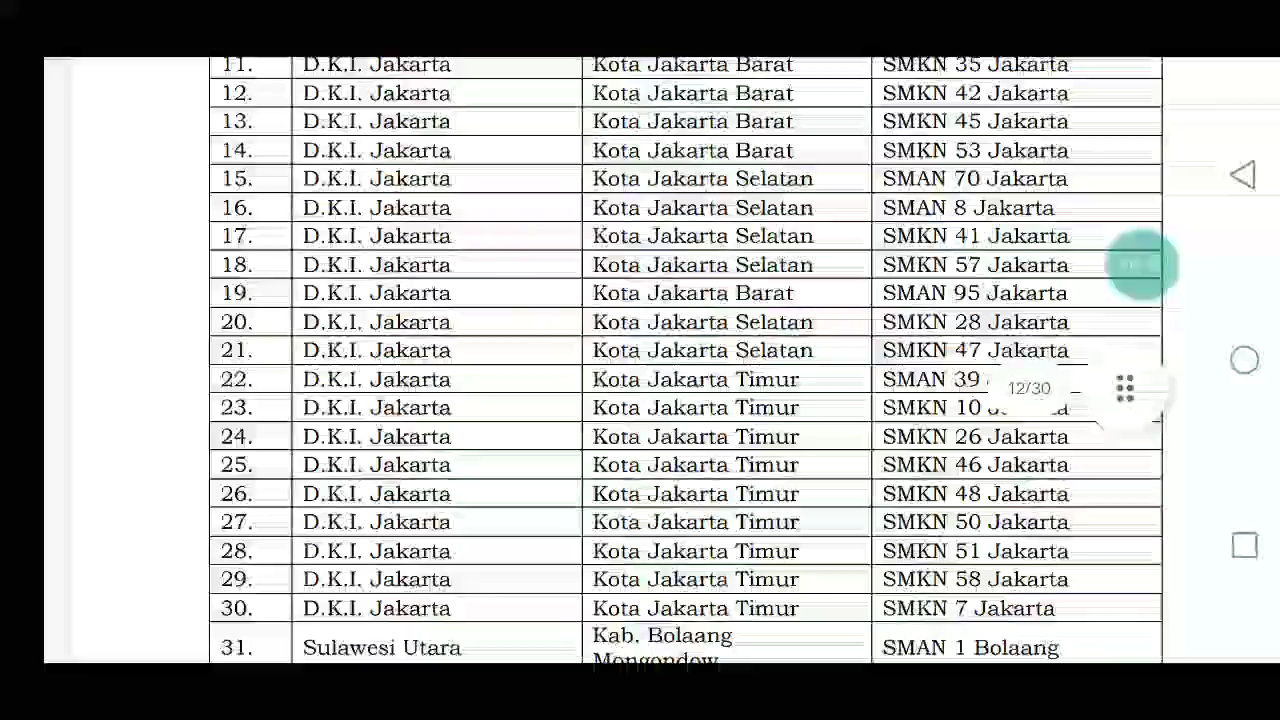 11. D.K.I. Jakarta Kota Jakarta Barat SMKN 35 Jakarta
12. D.K.I. Jakarta Kota Jakarta Barat SMKN 42 Jakarta
13. D.K.I. Jakarta Kota Jakarta Barat SMKN 45 Jakarta
14. D.K.I. Jakarta Kota Jakarta Barat SMKN 53 Jakarta
15. D.K.I. Jakarta Kota Jakarta Selatan SMAN 70 Jakarta
16. D.K.I. Jakarta Kota Jakarta Selatan SMAN 8 Jakarta
17. D.K.I. Jakarta Kota Jakarta Selatan SMKN 41 Jakarta
18. D.K.I. Jakarta Kota Jakarta Selatan SMKN 57 Jakarta
19. D.K.I. Jakarta Kota Jakarta Barat SMAN 95 Jakarta
20. D.K.I. Jakarta Kota Jakarta Selatan SMKN 28 Jakarta
21. D.K.I. Jakarta Kota Jakarta Selatan SMKN 47 Jakarta
22. D.K.I. Jakarta Kota Jakarta Timur SMAN 39
12/30
23. D.K.I. Jakarta Kota Jakarta Timur SMKN 10
24. D.K.I. Jakarta Kota Jakarta Timur SMKN 26 Jakarta
25. D.K.I. Jakarta Kota Jakarta Timur SMKN 46 Jakarta
26. D.K.I. Jakarta Kota Jakarta Timur SMKN 48 Jakarta
27. D.K.I. Jakarta Kota Jakarta Timur SMKN 50 Jakarta
28. D.K.I. Jakarta Kota Jakarta Timur SMKN 51 Jakarta
29. D.K.I. Jakarta Kota Jakarta Timur SMKN 58 Jakarta
30. D.K.I. Jakarta Kota Jakarta Timur SMKN 7 Jakarta
31. Sulawesi Utara Kab. Bolaang SMAN 1 Bolaang
Mongondow